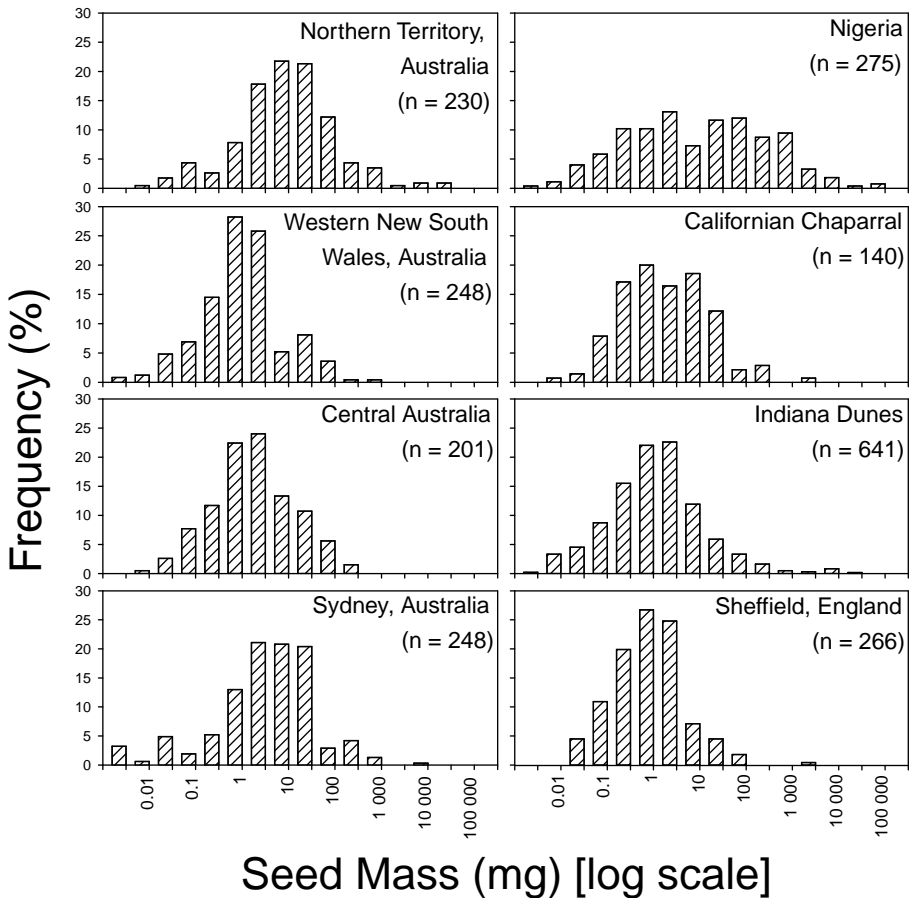 Frequency (%)
30
25
20
15
10
5
0
Northern Territory,
Australia
(n = 230)
Nigeria
(n = 275)
30
25
20
15
10
5
0
Western New South
Wales, Australia
(n = 248)
Californian Chaparral
(n = 140)
30
25
20
15
10
5
0
Central Australia
(n = 201)
Indiana Dunes
(n = 641)
30
25
20
15
10
5
0
Sydney, Australia
(n = 248)
Sheffield, England
(n = 266)
0.01
0.1
1
10
100
1 000
10 000
100 000
0.01
0.1
1
10
100
1 000
10 000
100 000
Seed Mass (mg) [log scale]